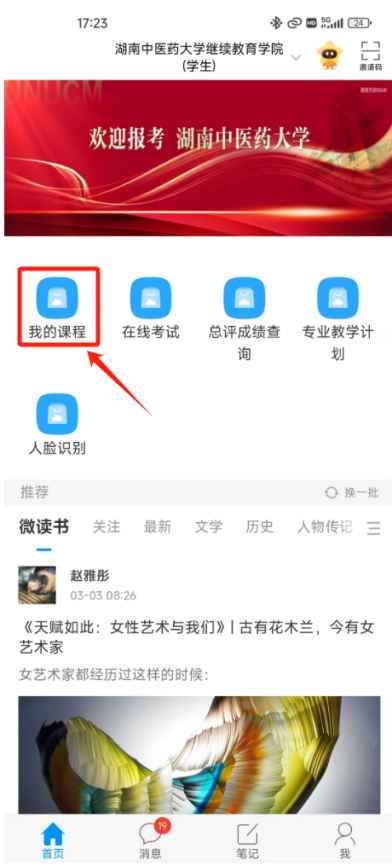 17:23
5G
24
湖南中医药大学继续教育学院
(学生)
邀请码
UNUCM
欢迎报考 湖南中医药大学
我的课程
在线考试
总评成绩查
询
专业教学计
划
人脸识别
推荐
换一批
微读书 关注 最新 文学 历史 人物传记
赵雅彤
03-03 08:26
《天赋如此：女性艺术与我们》| 古有花木兰，今有女
艺术家
女艺术家都经历过这样的时候：
19
首页
消息
笔记
我